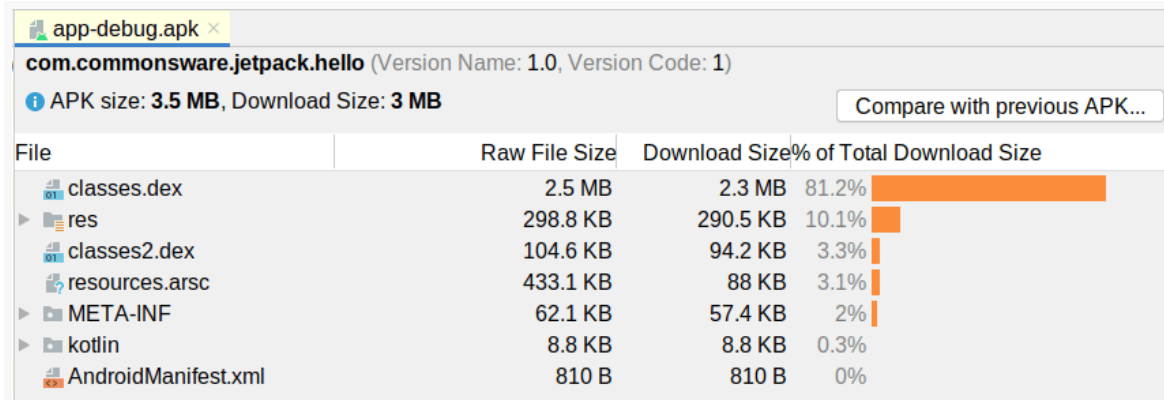 app-debug.apk
com.commonsware.jetpack.hello (Version Name: 1.0, Version Code: 1)
APK size: 3.5 MB, Download Size: 3 MB
Compare with previous APK...
File Raw File Size Download Size % of Total Download Size
classes.dex 2.5 MB 2.3 MB 81.2%
res 298.8 KB 290.5 KB 10.1%
classes2.dex 104.6 KB 94.2 KB 3.3%
resources.arsc 433.1 KB 88 KB 3.1%
META-INF 62.1 KB 57.4 KB 2%
kotlin 8.8 KB 8.8 KB 0.3%
AndroidManifest.xml 810 B 810 B 0%